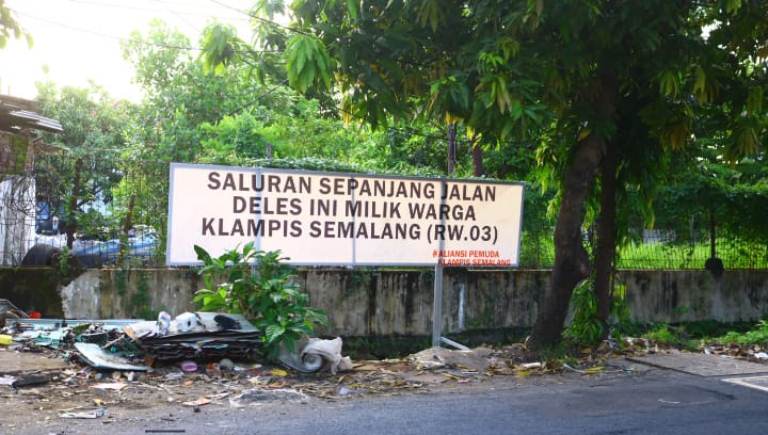 SALURAN SEPANJANG JALAN
DELES INI MILIK WARGA
KLAMPIS SEMALANG (RW.03)
#ALIANSI PEMUDA
KLAMPIS SEMALANG